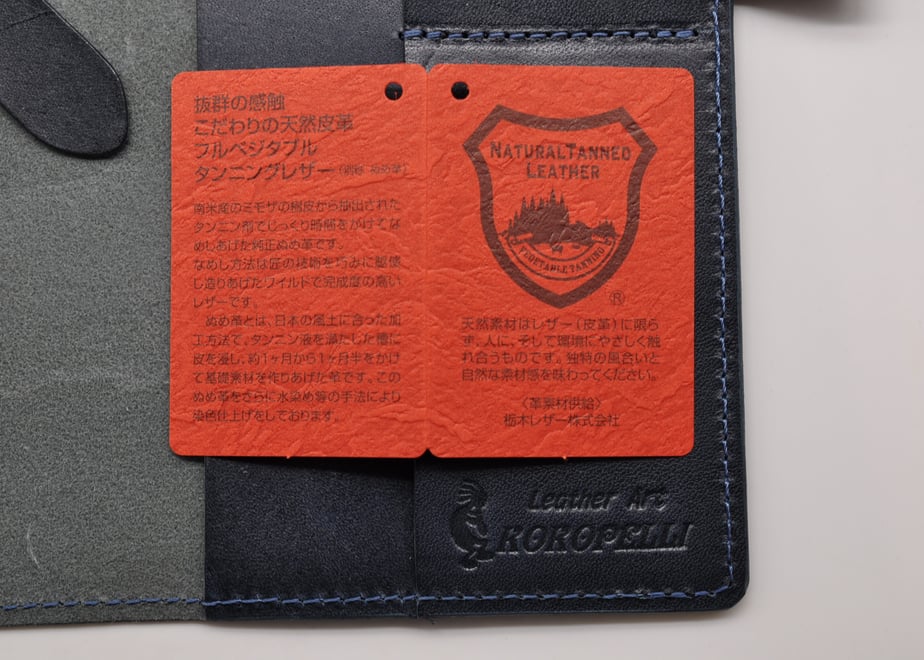 抜群の感触
こだわりの天然皮革
フルベジタブル
タンニングレザー
南米産のミモザの樹皮から抽出された
タンニン剤でじっくり時間をかけてな
めしあげた純正ぬめ革です。
なめし方法は匠の技術を巧みに駆使
し造りあげたワイルドで完成度の高い
レザーです。
ぬめ革とは、日本の風土に合った加
工方法で、タンニン液を満たした槽に
皮を浸し、約1ヶ月から1ヶ月半をかけ
て基礎素材を作りあげた革です。この
ぬめ革をさらに水染め等の手法により
染色仕上げをしております。
NATURAL TANNED
LEATHER
VEGETABLE TANNING
®
天然素材はレザー(皮革)に限ら
ず、人に、そして環境にやさしく触
れ合うものです。独特の風合いと
自然な素材感を味わってください。
〈革素材供給〉
栃木レザー株式会社
Leather Art
KOKOPELLI